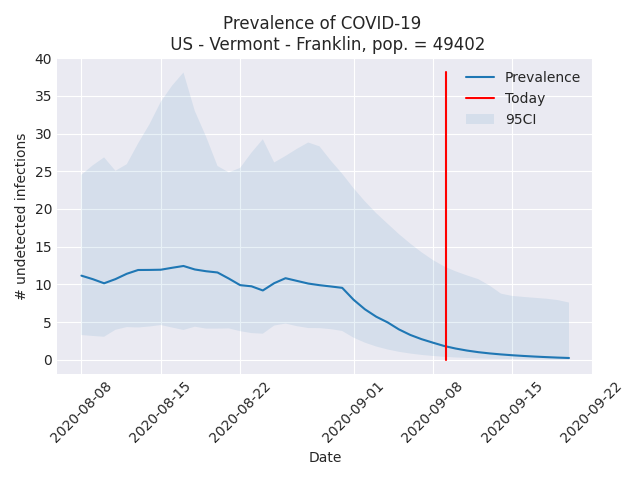 Prevalence of COVID-19
US - Vermont - Franklin, pop. = 49402
40
35
30
25
20
15
10
5
0
# undetected infections
Prevalence
Today
95CI
2020-08-08
2020-08-15
2020-08-22
2020-09-01
2020-09-08
2020-09-15
2020-09-22
Date